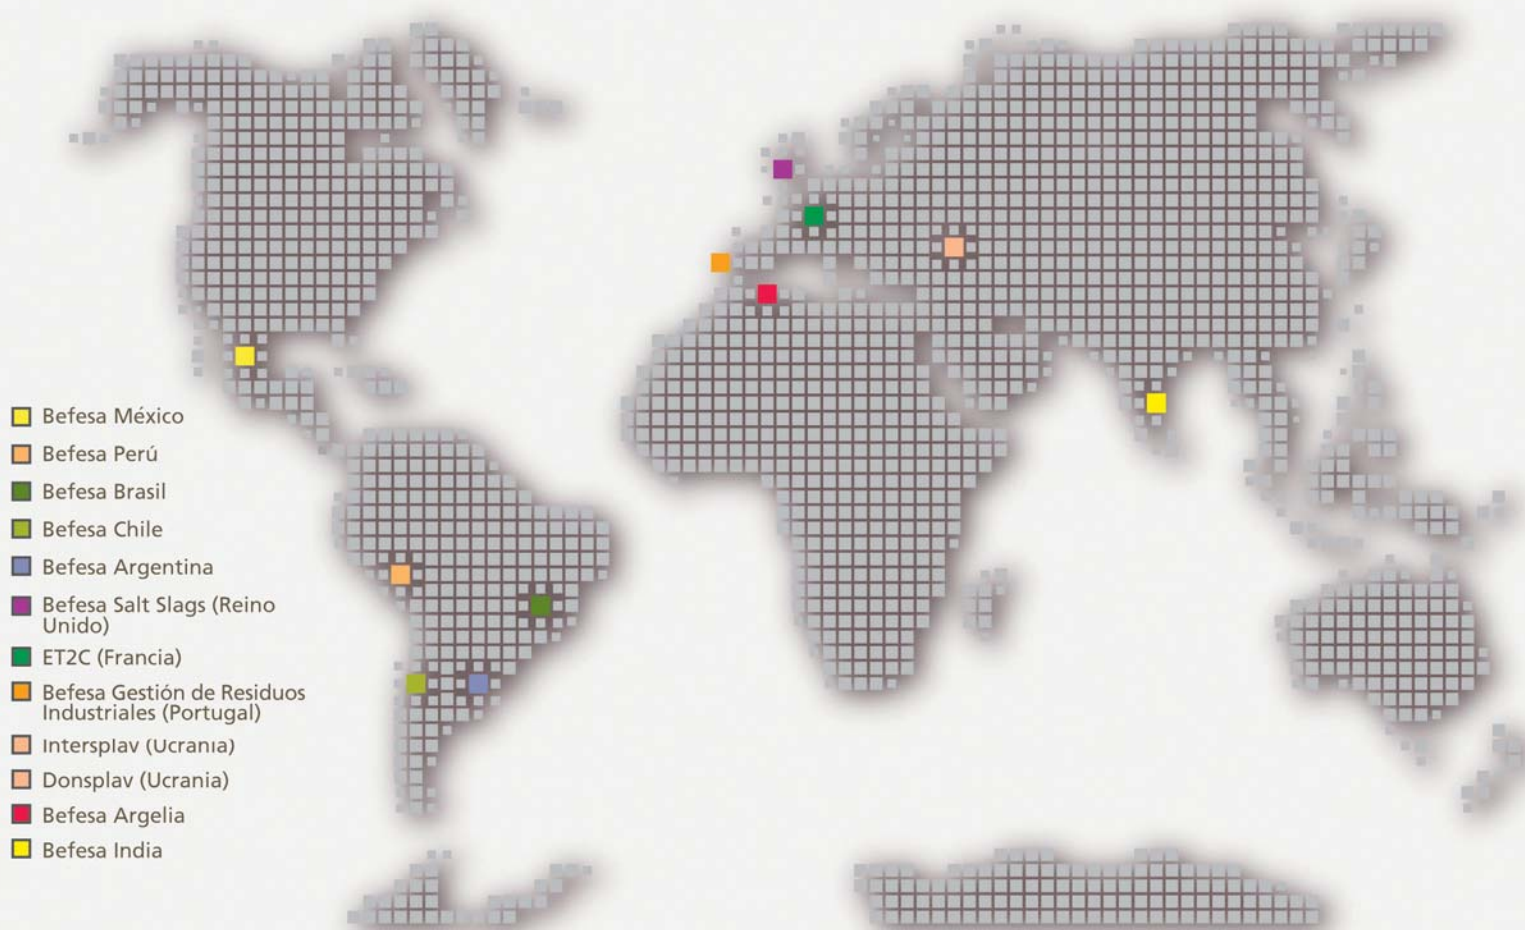 Befesa México
Befesa Perú
Befesa Brasil
Befesa Chile
Befesa Argentina
Befesa Salt Slags (Reino
Unido)
ET2C (Francia)
Befesa Gestión de Residuos
Industriales (Portugal)
Intersplav (Ucrania)
Donsplav (Ucrania)
Befesa Argelia
Befesa India